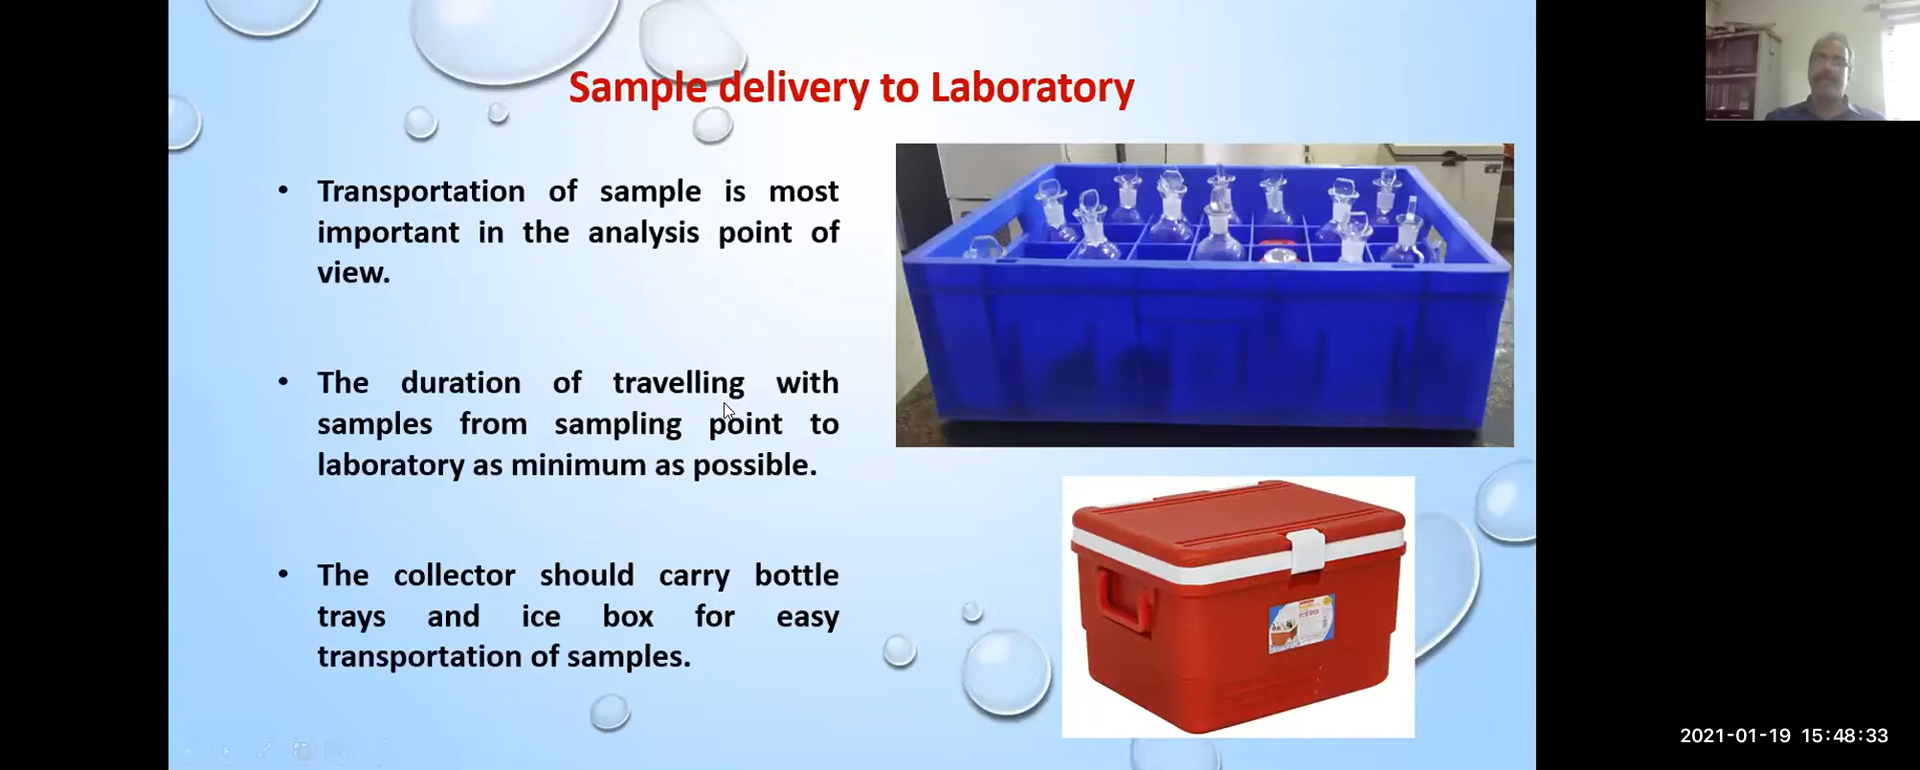 Sample delivery to Laboratory
• Transportation of sample is most
important in the analysis point of
view.
• The duration of travelling with
samples from sampling point to
laboratory as minimum as possible.
• The collector should carry bottle
trays and ice box for easy
transportation of samples.
2021-01-19 15:48:33